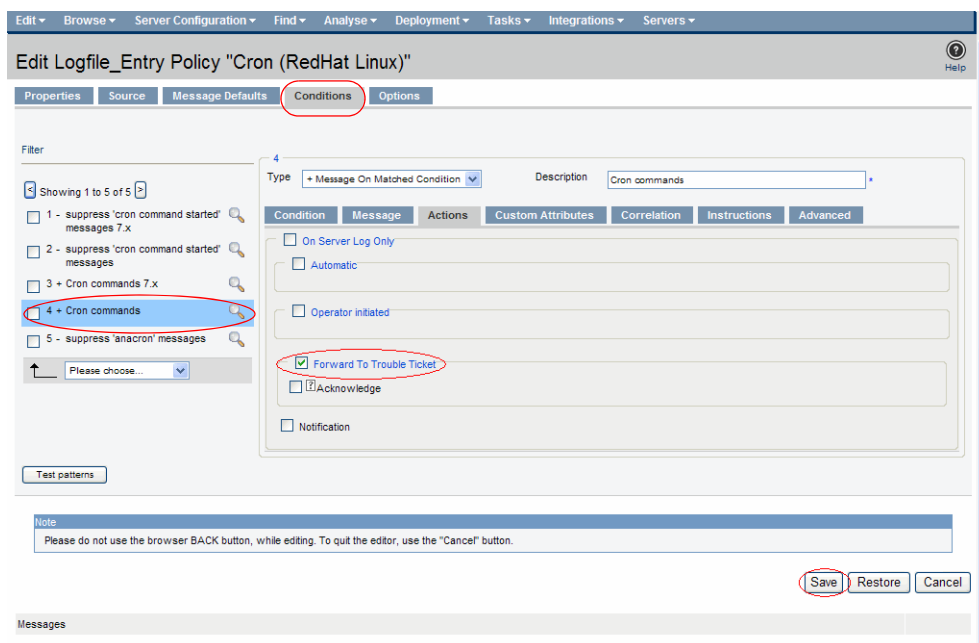 Edit Browse Server Configuration Find Analyse Deployment Tasks Integrations Servers
Edit Logfile_Entry Policy "Cron (RedHat Linux)"
Help
Properties Source Message Defaults Conditions Options
Filter
< Showing 1 to 5 of 5 >
1 - suppress 'cron command started'
messages 7.x
2 - suppress 'cron command started'
messages
3 + Cron commands 7.x
4 + Cron commands
5 - suppress 'anacron' messages
Please choose...
Test patterns
4
Type + Message On Matched Condition Description Cron commands *
Condition Message Actions Custom Attributes Correlation Instructions Advanced
On Server Log Only
Automatic
Operator initiated
Forward To Trouble Ticket
? Acknowledge
Notification
Note
Please do not use the browser BACK button, while editing. To quit the editor, use the "Cancel" button.
Save Restore Cancel
Messages